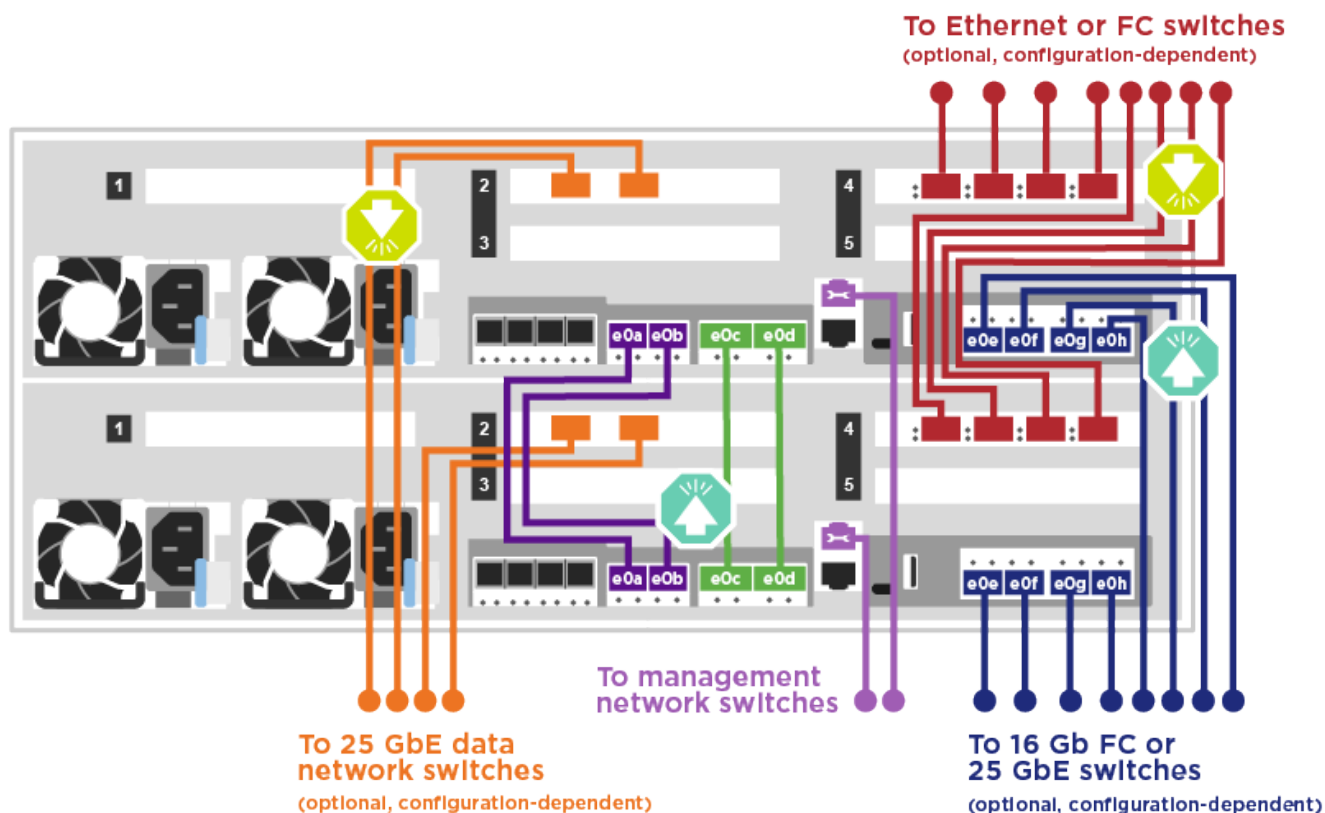 To Ethernet or FC switches
(optional, configuration-dependent)
1
2
4
3
5
e0a e0b e0c e0d
e0e e0f e0g e0h
1
2
4
3
5
e0a e0b e0c e0d
e0e e0f e0g e0h
To management
network switches
To 25 GbE data
network switches
(optional, configuration-dependent)
To 16 Gb FC or
25 GbE switches
(optional, configuration-dependent)